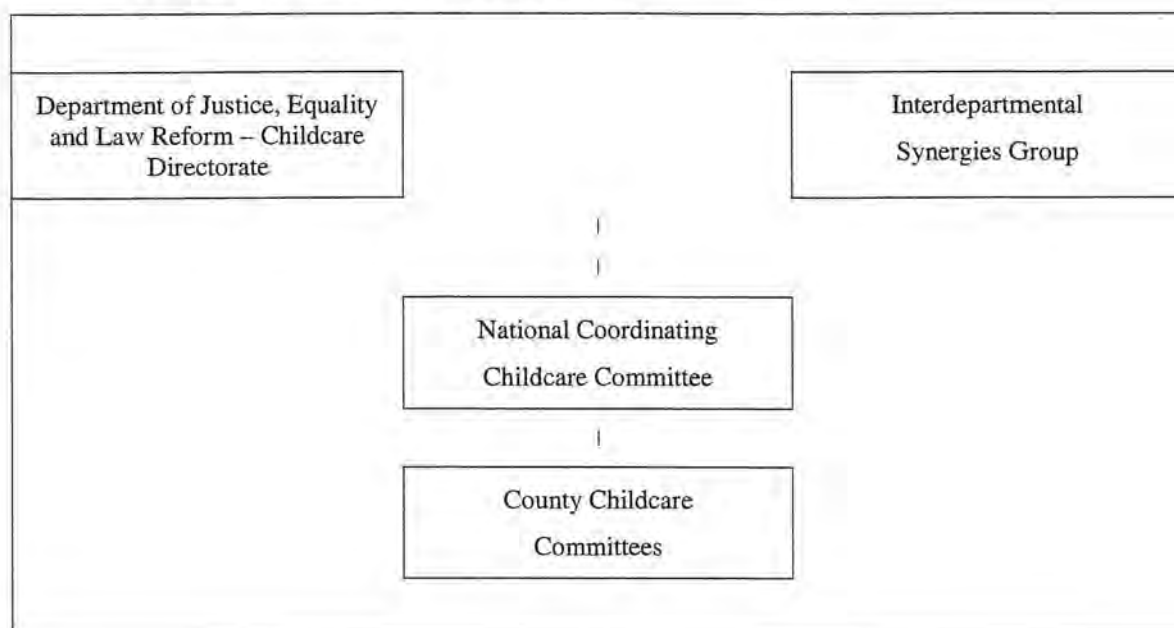 Department of Justice, Equality
and Law Reform – Childcare
Directorate
Interdepartmental
Synergies Group
National Coordinating
Childcare Committee
County Childcare
Committees